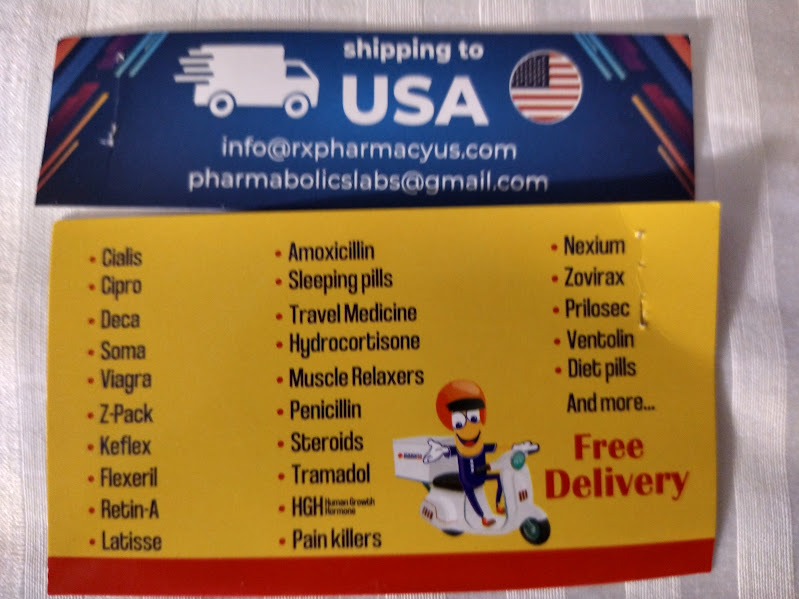 shipping to
USA
info@rxpharmacyus.com
pharmabolicslabs@gmail.com
• Cialis
• Cipro
• Deca
• Soma
• Viagra
• Z-Pack
• Keflex
• Flexeril
• Retin-A
• Latisse
• Amoxicillin
• Sleeping pills
• Travel Medicine
• Hydrocortisone
• Muscle Relaxers
• Penicillin
• Steroids
• Tramadol
• HGH Human Growth Hormone
• Pain killers
• Nexium
• Zovirax
• Prilosec
• Ventolin
• Diet pills
And more...
Free
Delivery